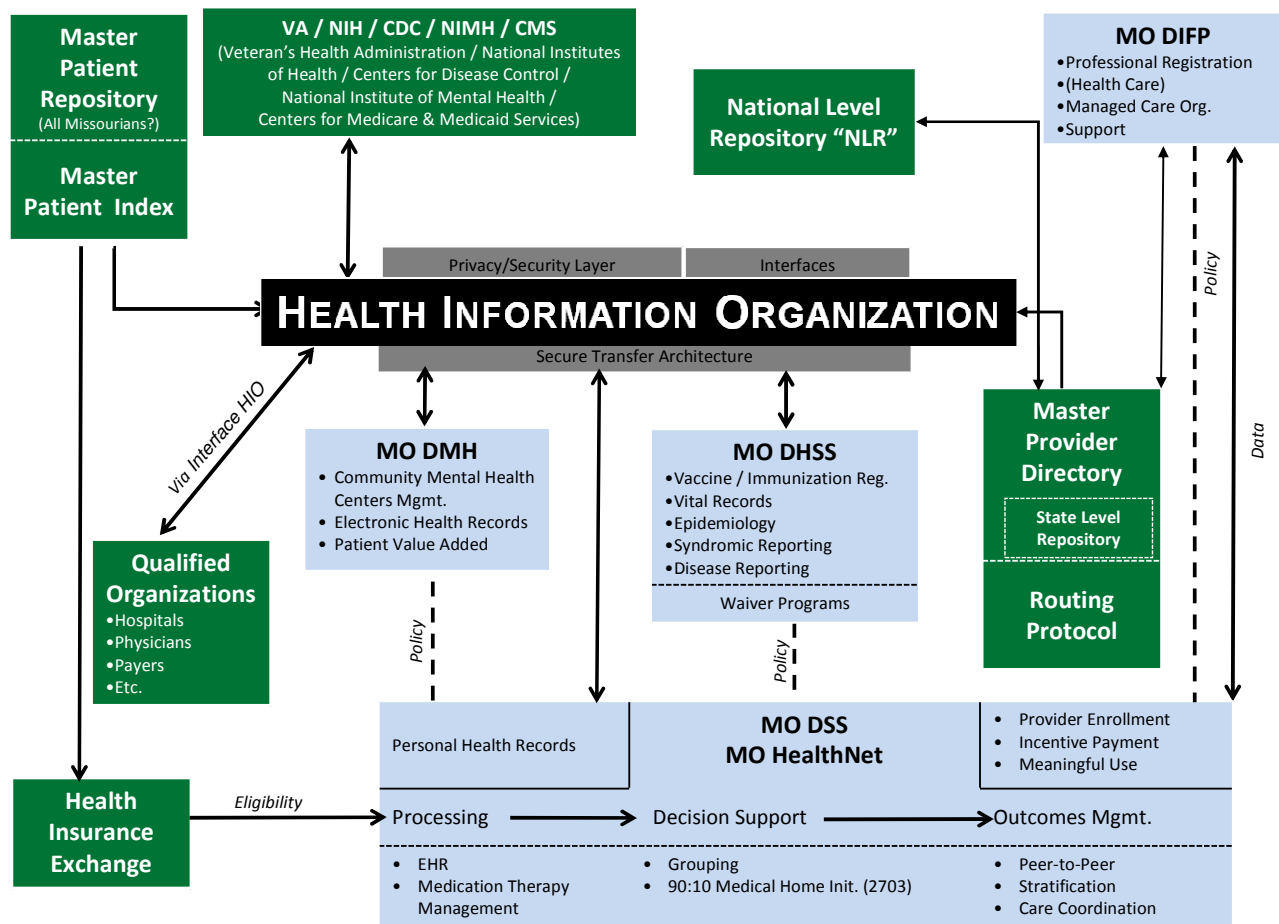 Master
Patient
Repository
(All Missourians?)
Master
Patient Index
VA / NIH / CDC / NIMH / CMS
(Veteran's Health Administration / National Institutes
of Health / Centers for Disease Control /
National Institute of Mental Health /
Centers for Medicare & Medicaid Services)
National Level
Repository "NLR"
MO DIFP
•Professional Registration
•(Health Care)
•Managed Care Org.
•Support
Policy
Data
Privacy/Security Layer
Interfaces
HEALTH INFORMATION ORGANIZATION
Secure Transfer Architecture
Via Interface HIO
MO DMH
• Community Mental Health
Centers Mgmt.
• Electronic Health Records
• Patient Value Added
Policy
MO DHSS
•Vaccine / Immunization Reg.
•Vital Records
•Epidemiology
•Syndromic Reporting
•Disease Reporting
Waiver Programs
Policy
Master
Provider
Directory
State Level
Repository
Routing
Protocol
Qualified
Organizations
•Hospitals
•Physicians
•Payers
•Etc.
Health
Insurance
Exchange
Eligibility
Personal Health Records
MO DSS
MO HealthNet
• Provider Enrollment
• Incentive Payment
• Meaningful Use
Processing
Decision Support
Outcomes Mgmt.
• EHR
• Medication Therapy
Management
• Grouping
• 90:10 Medical Home Init. (2703)
• Peer-to-Peer
• Stratification
• Care Coordination